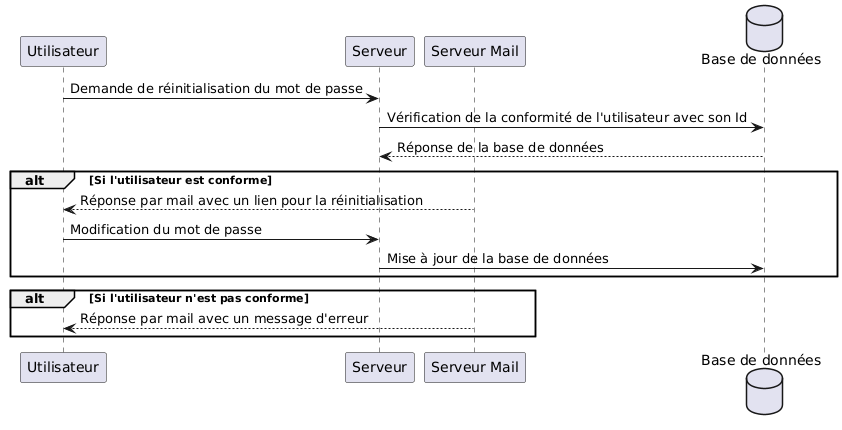 Utilisateur
Serveur
Serveur Mail
Base de données
Demande de réinitialisation du mot de passe
Vérification de la conformité de l'utilisateur avec son Id
Réponse de la base de données
alt [Si l'utilisateur est conforme]
Réponse par mail avec un lien pour la réinitialisation
Modification du mot de passe
Mise à jour de la base de données
alt [Si l'utilisateur n'est pas conforme]
Réponse par mail avec un message d'erreur
Utilisateur
Serveur
Serveur Mail
Base de données